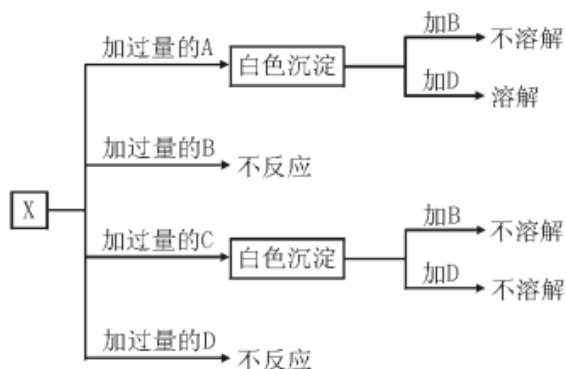 加过量的A
白色沉淀
加B
不溶解
加D
溶解
加过量的B
不反应
X
加过量的C
白色沉淀
加B
不溶解
加D
不溶解
加过量的D
不反应